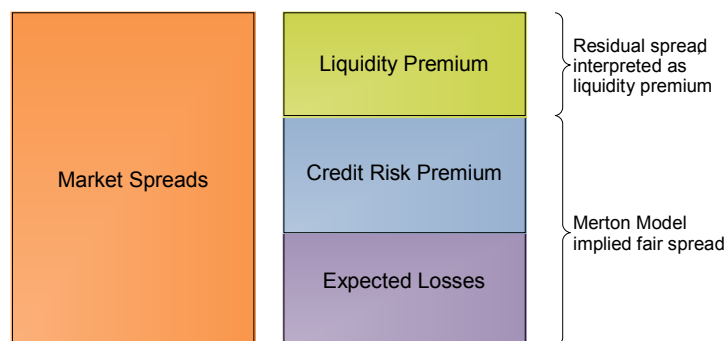 Market Spreads
Liquidity Premium
Credit Risk Premium
Expected Losses
Residual spread
interpreted as
liquidity premium
Merton Model
implied fair spread